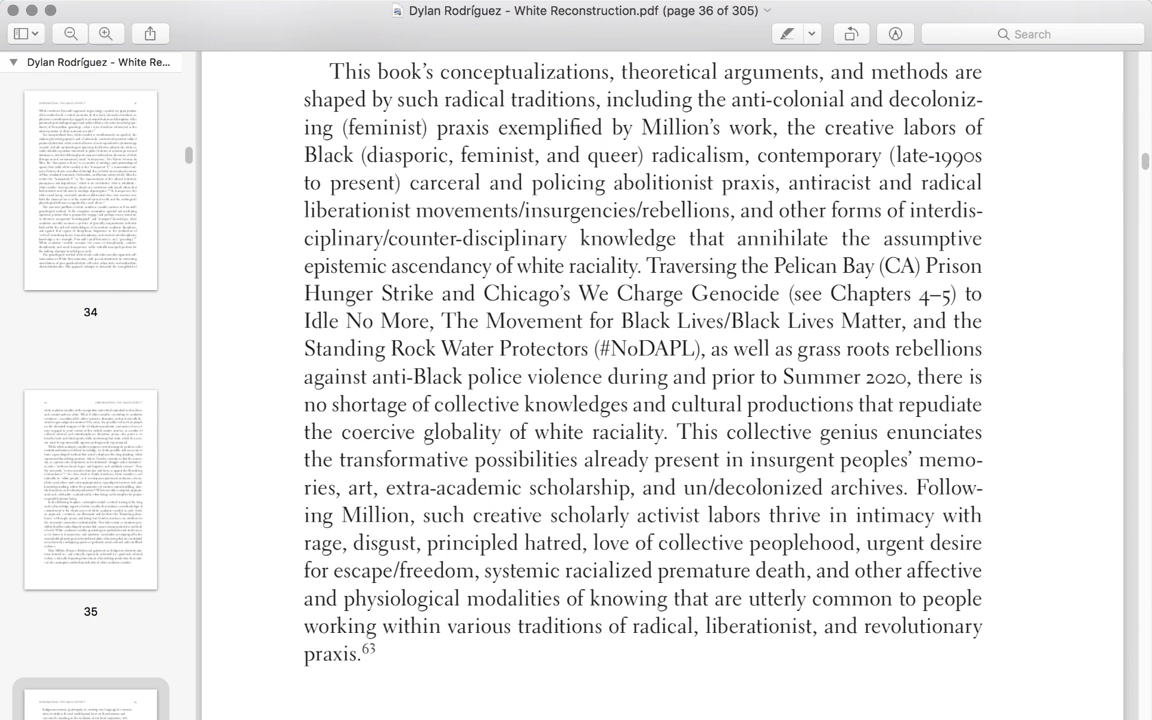 Dylan Rodríguez - White Reconstruction.pdf (page 36 of 305)
Search
Dylan Rodríguez - White Re...
34
35
This book's conceptualizations, theoretical arguments, and methods are
shaped by such radical traditions, including the anti-colonial and decoloniz-
ing (feminist) praxis exemplified by Million's work, the creative labors of
Black (diasporic, feminist, and queer) radicalism, contemporary (late-1990s
to present) carceral and policing abolitionist praxis, antiracist and radical
liberationist movements/insurgencies/rebellions, and other forms of interdis-
ciplinary/counter-disciplinary knowledge that annihilate the assumptive
epistemic ascendancy of white raciality. Traversing the Pelican Bay (CA) Prison
Hunger Strike and Chicago's We Charge Genocide (see Chapters 4–5) to
Idle No More, The Movement for Black Lives/Black Lives Matter, and the
Standing Rock Water Protectors (#NoDAPL), as well as grass roots rebellions
against anti-Black police violence during and prior to Summer 2020, there is
no shortage of collective knowledges and cultural productions that repudiate
the coercive globality of white raciality. This collective genius enunciates
the transformative possibilities already present in insurgent peoples' memo-
ries, art, extra-academic scholarship, and un/decolonized archives. Follow-
ing Million, such creative scholarly activist labors thrive in intimacy with
rage, disgust, principled hatred, love of collective peoplehood, urgent desire
for escape/freedom, systemic racialized premature death, and other affective
and physiological modalities of knowing that are utterly common to people
working within various traditions of radical, liberationist, and revolutionary
praxis.63